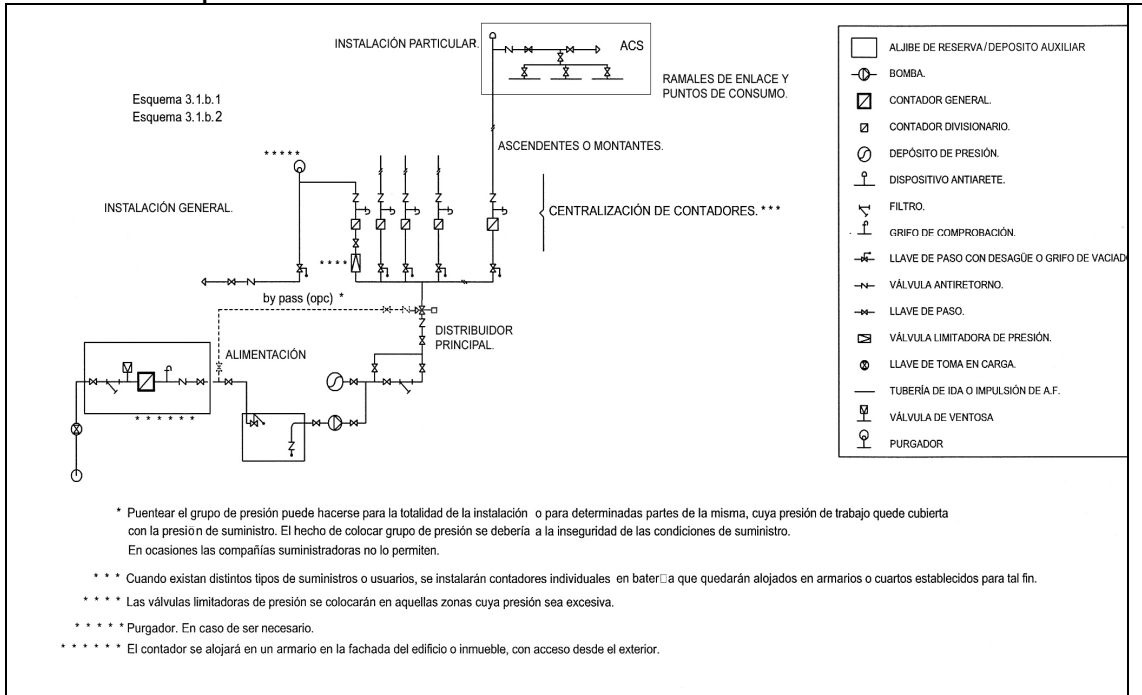 INSTALACIÓN PARTICULAR.
ACS
RAMALES DE ENLACE Y
PUNTOS DE CONSUMO.
Esquema 3.1.b.1
Esquema 3.1.b.2
ASCENDENTES O MONTANTES.
* * * * *
INSTALACIÓN GENERAL.
CENTRALIZACIÓN DE CONTADORES. * * *
* * * *
by pass (opc) *
DISTRIBUIDOR
PRINCIPAL.
ALIMENTACIÓN
* * * * * *
ALJIBE DE RESERVA/DEPOSITO AUXILIAR
BOMBA.
CONTADOR GENERAL.
CONTADOR DIVISIONARIO.
DEPÓSITO DE PRESIÓN.
DISPOSITIVO ANTIARETE.
FILTRO.
GRIFO DE COMPROBACIÓN.
LLAVE DE PASO CON DESAGÜE O GRIFO DE VACIAD
VÁLVULA ANTIRETORNO.
LLAVE DE PASO.
VÁLVULA LIMITADORA DE PRESIÓN.
LLAVE DE TOMA EN CARGA.
TUBERÍA DE IDA O IMPULSIÓN DE A.F.
VÁLVULA DE VENTOSA
PURGADOR
* Puentear el grupo de presión puede hacerse para la totalidad de la instalación o para determinadas partes de la misma, cuya presión de trabajo quede cubierta
con la presión de suministro. El hecho de colocar grupo de presión se debería a la inseguridad de las condiciones de suministro.
En ocasiones las compañías suministradoras no lo permiten.
* * * Cuando existan distintos tipos de suministros o usuarios, se instalarán contadores individuales en bater□a que quedarán alojados en armarios o cuartos establecidos para tal fin.
* * * * Las válvulas limitadoras de presión se colocarán en aquellas zonas cuya presión sea excesiva.
* * * * * Purgador. En caso de ser necesario.
* * * * * * El contador se alojará en un armario en la fachada del edificio o inmueble, con acceso desde el exterior.